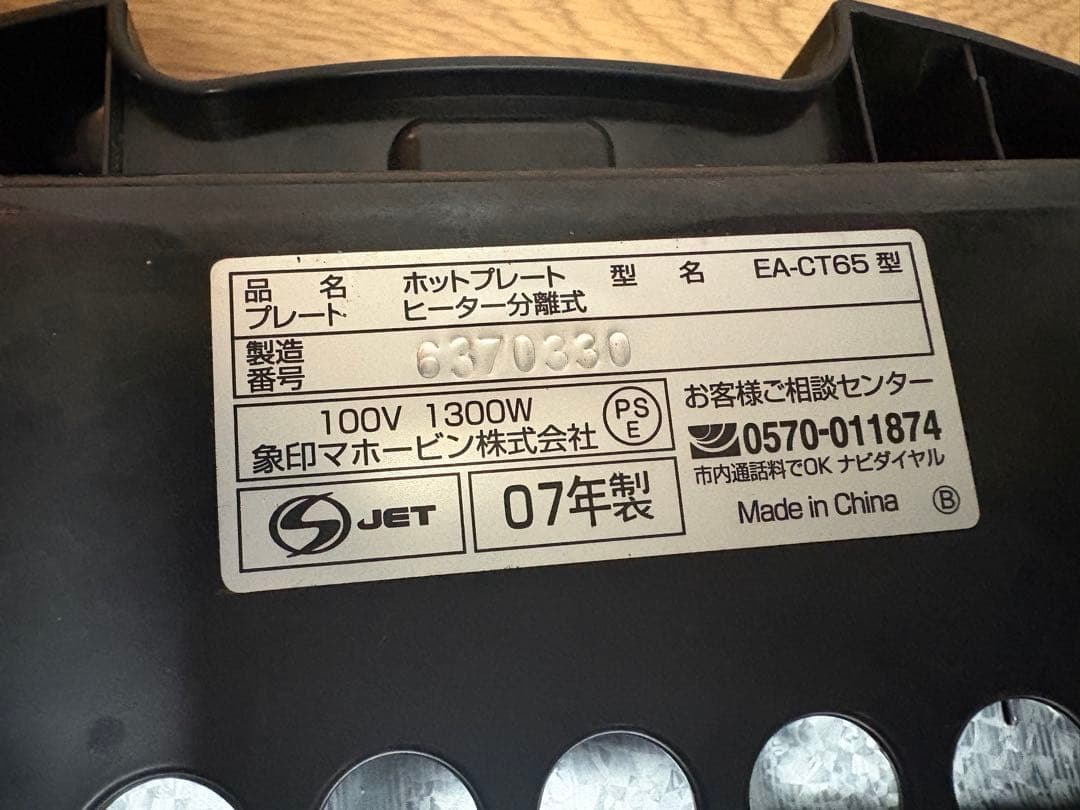 品名 ホットプレート 型名 EA-CT65 型
プレート ヒーター分離式
製造番号 6370330
100V 1300W
象印マホービン株式会社
PS
E
JET
07年製
お客様ご相談センター
0570-011874
市内通話料でOK ナビダイヤル
Made in China Ⓑ